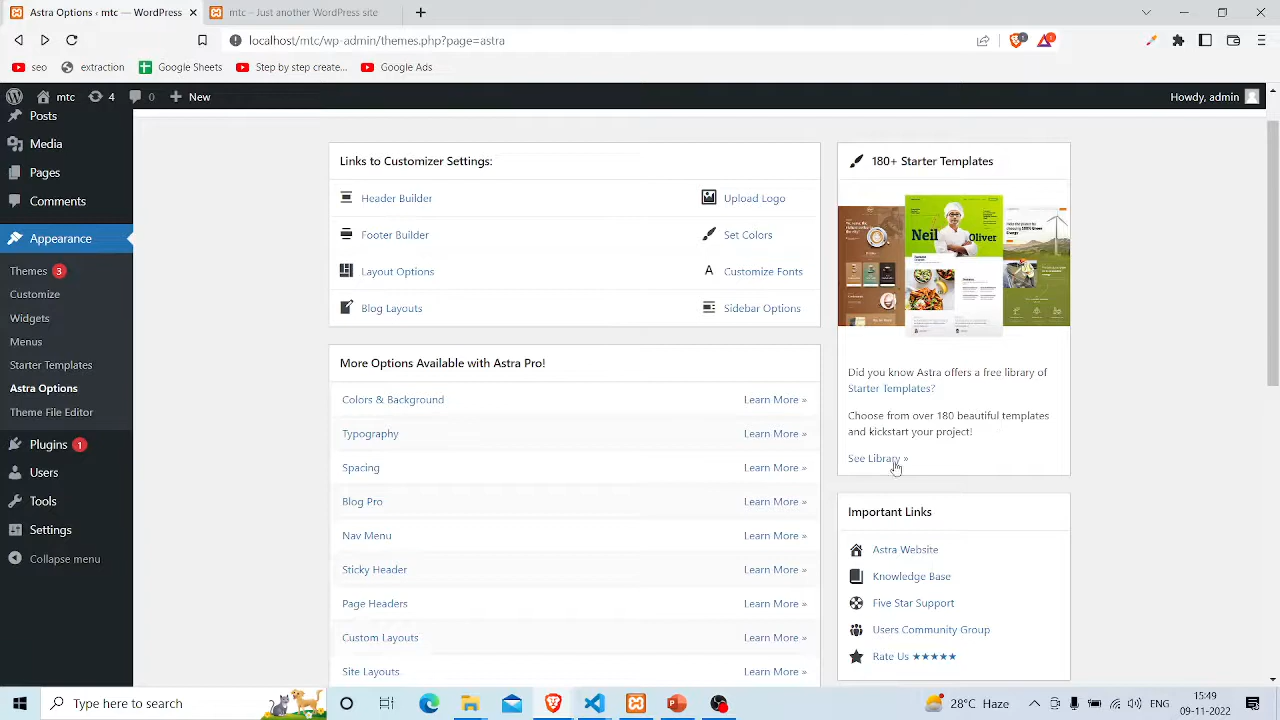 Astra Options ‹ mtc — WordPress
mtc – Just another WordPress site
localhost/mtc/wp-admin/themes.php?page=astra
seo
extraction
Google Sheets
Step by step create...
Google Ads
mtc
4
0
New
Howdy, admin
Posts
Media
Pages
Comments
Appearance
Themes 3
Customize
Widgets
Menus
Starter Templates
Astra Options
Theme File Editor
Plugins 1
Users
Tools
Settings
Collapse menu
Links to Customizer Settings:
Header Builder
Upload Logo
Footer Builder
Set Colors
Layout Options
Customize Fonts
Blog Layouts
Sidebar Options
More Options Available with Astra Pro!
Colors & Background
Learn More »
Typography
Learn More »
Spacing
Learn More »
Blog Pro
Learn More »
Nav Menu
Learn More »
Sticky Header
Learn More »
Page Headers
Learn More »
Custom Layouts
Learn More »
Site Layouts
Learn More »
180+ Starter Templates
Neil Oliver
Did you know Astra offers a free library of
Starter Templates?
Choose from over 180 beautiful templates
and kickstart your project!
See Library »
Important Links
Astra Website
Knowledge Base
Five Star Support
Users Community Group
Rate Us ★★★★★
Type here to search
28°C Haze
ENG
15:49
09-11-2022